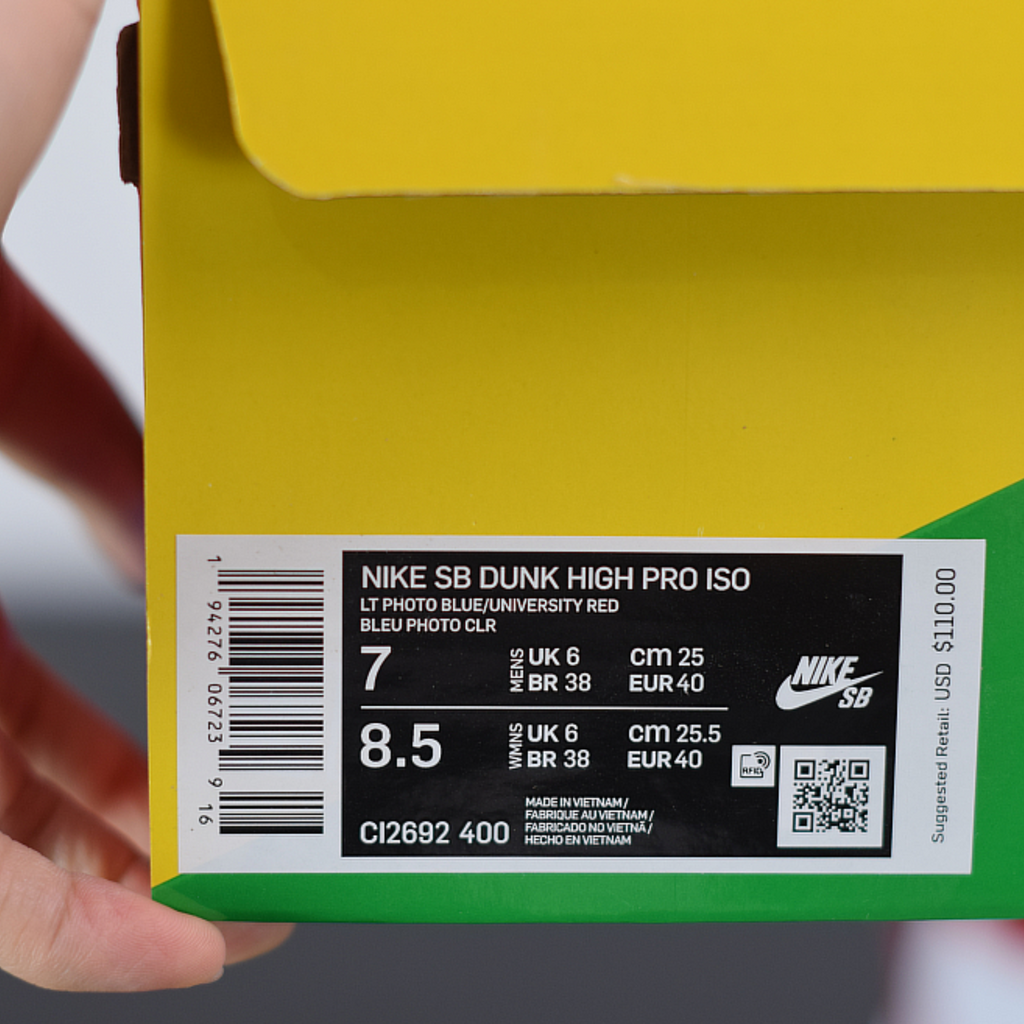 NIKE SB DUNK HIGH PRO ISO
LT PHOTO BLUE/UNIVERSITY RED
BLEU PHOTO CLR
7 MENS UK 6 CM 25
BR 38 EUR 40
8.5 WMNS UK 6 CM 25.5
BR 38 EUR 40
CI2692 400
MADE IN VIETNAM /
FABRIQUE AU VIETNAM /
FABRICADO NO VIETNÃ /
HECHO EN VIETNAM
NIKE
SB
RFID
1 94276 06723 9 16
Suggested Retail: USD $110.00